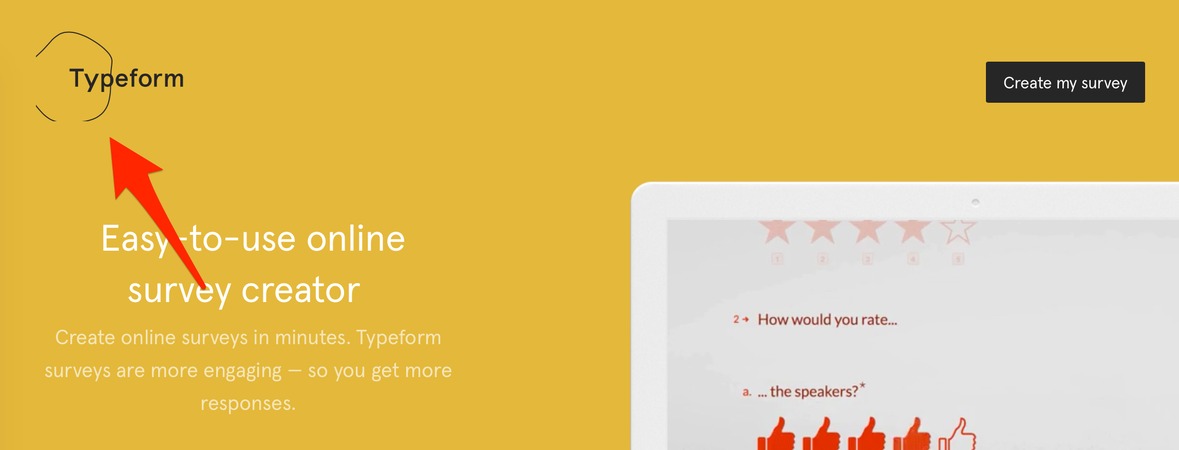 Typeform
Create my survey
Easy-to-use online
survey creator
Create online surveys in minutes. Typeform
surveys are more engaging — so you get more
responses.
1 2 3 4 5
2 → How would you rate...
a. ... the speakers?*